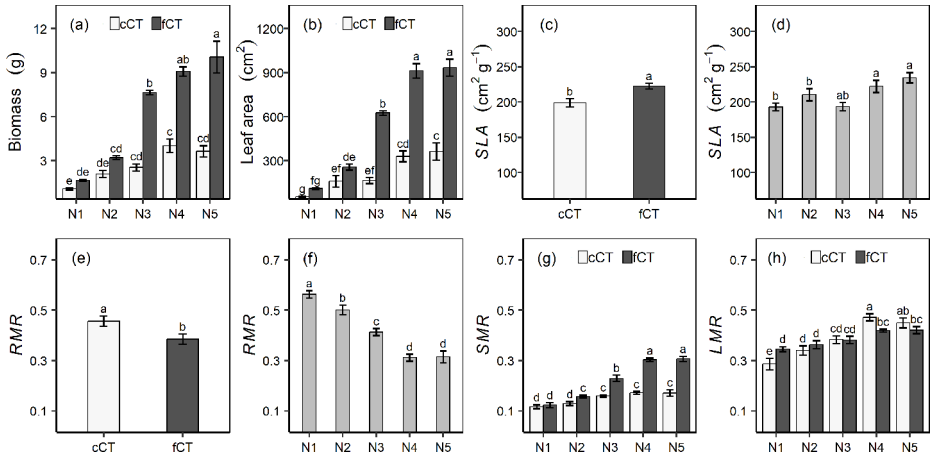 (a) cCT fCT
Biomass (g)
12
9
6
3
e de de cd cd b c ab cd a
N1 N2 N3 N4 N5
(b) cCT fCT
Leaf area (cm²)
1200
900
600
300
0
g fg ef de ef b d a d a
N1 N2 N3 N4 N5
(c)
SLA (cm² g⁻¹)
300
250
200
150
100
b a
cCT fCT
(d)
SLA (cm² g⁻¹)
300
250
200
150
100
b b ab a a
N1 N2 N3 N4 N5
(e)
RMR
0.7
0.5
0.3
0.1
a b
cCT fCT
(f)
RMR
0.7
0.5
0.3
0.1
a b c d d
N1 N2 N3 N4 N5
(g) cCT fCT
SMR
0.7
0.5
0.3
0.1
d d d c c b c a c a
N1 N2 N3 N4 N5
(h) cCT fCT
LMR
0.7
0.5
0.3
0.1
e d d d cd cd a bc ab bc
N1 N2 N3 N4 N5